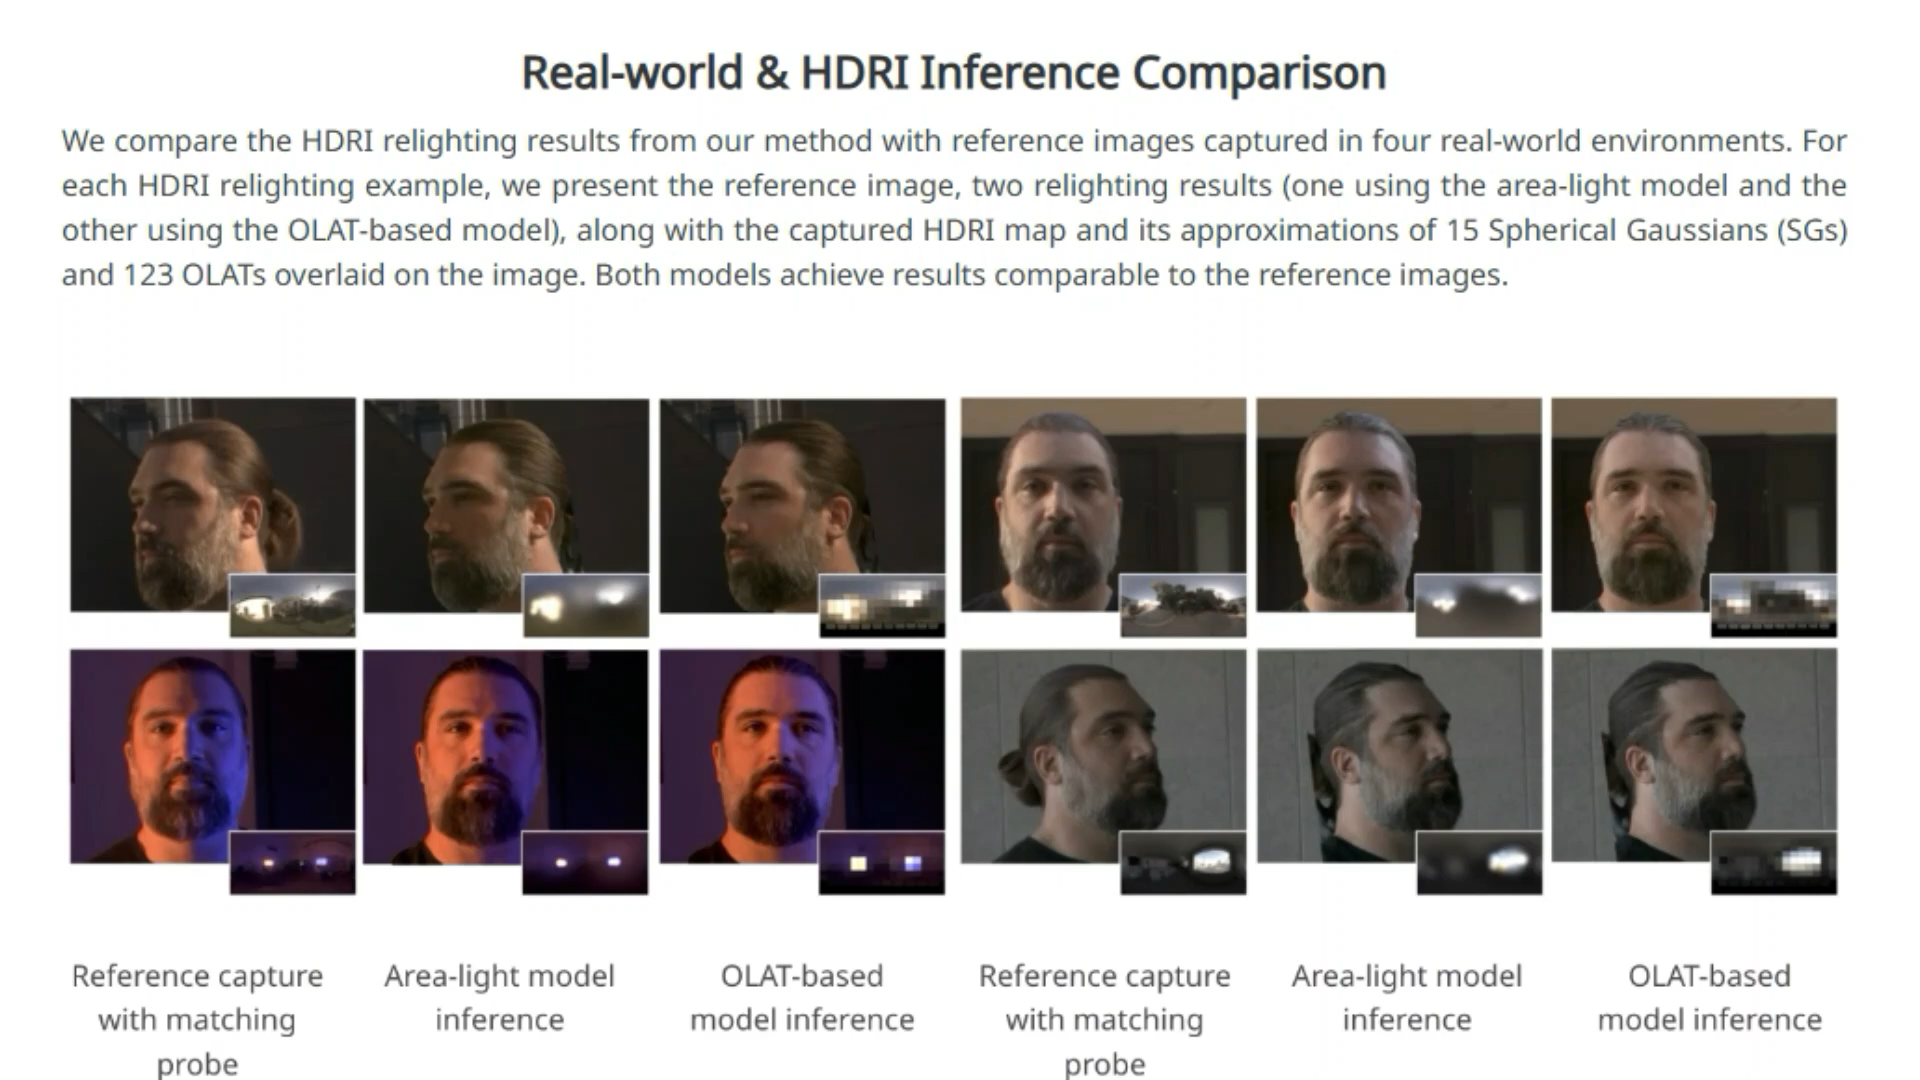 Real-world & HDRI Inference Comparison
We compare the HDRI relighting results from our method with reference images captured in four real-world environments. For
each HDRI relighting example, we present the reference image, two relighting results (one using the area-light model and the
other using the OLAT-based model), along with the captured HDRI map and its approximations of 15 Spherical Gaussians (SGs)
and 123 OLATs overlaid on the image. Both models achieve results comparable to the reference images.
Reference capture
with matching
probe
Area-light model
inference
OLAT-based
model inference
Reference capture
with matching
probe
Area-light model
inference
OLAT-based
model inference